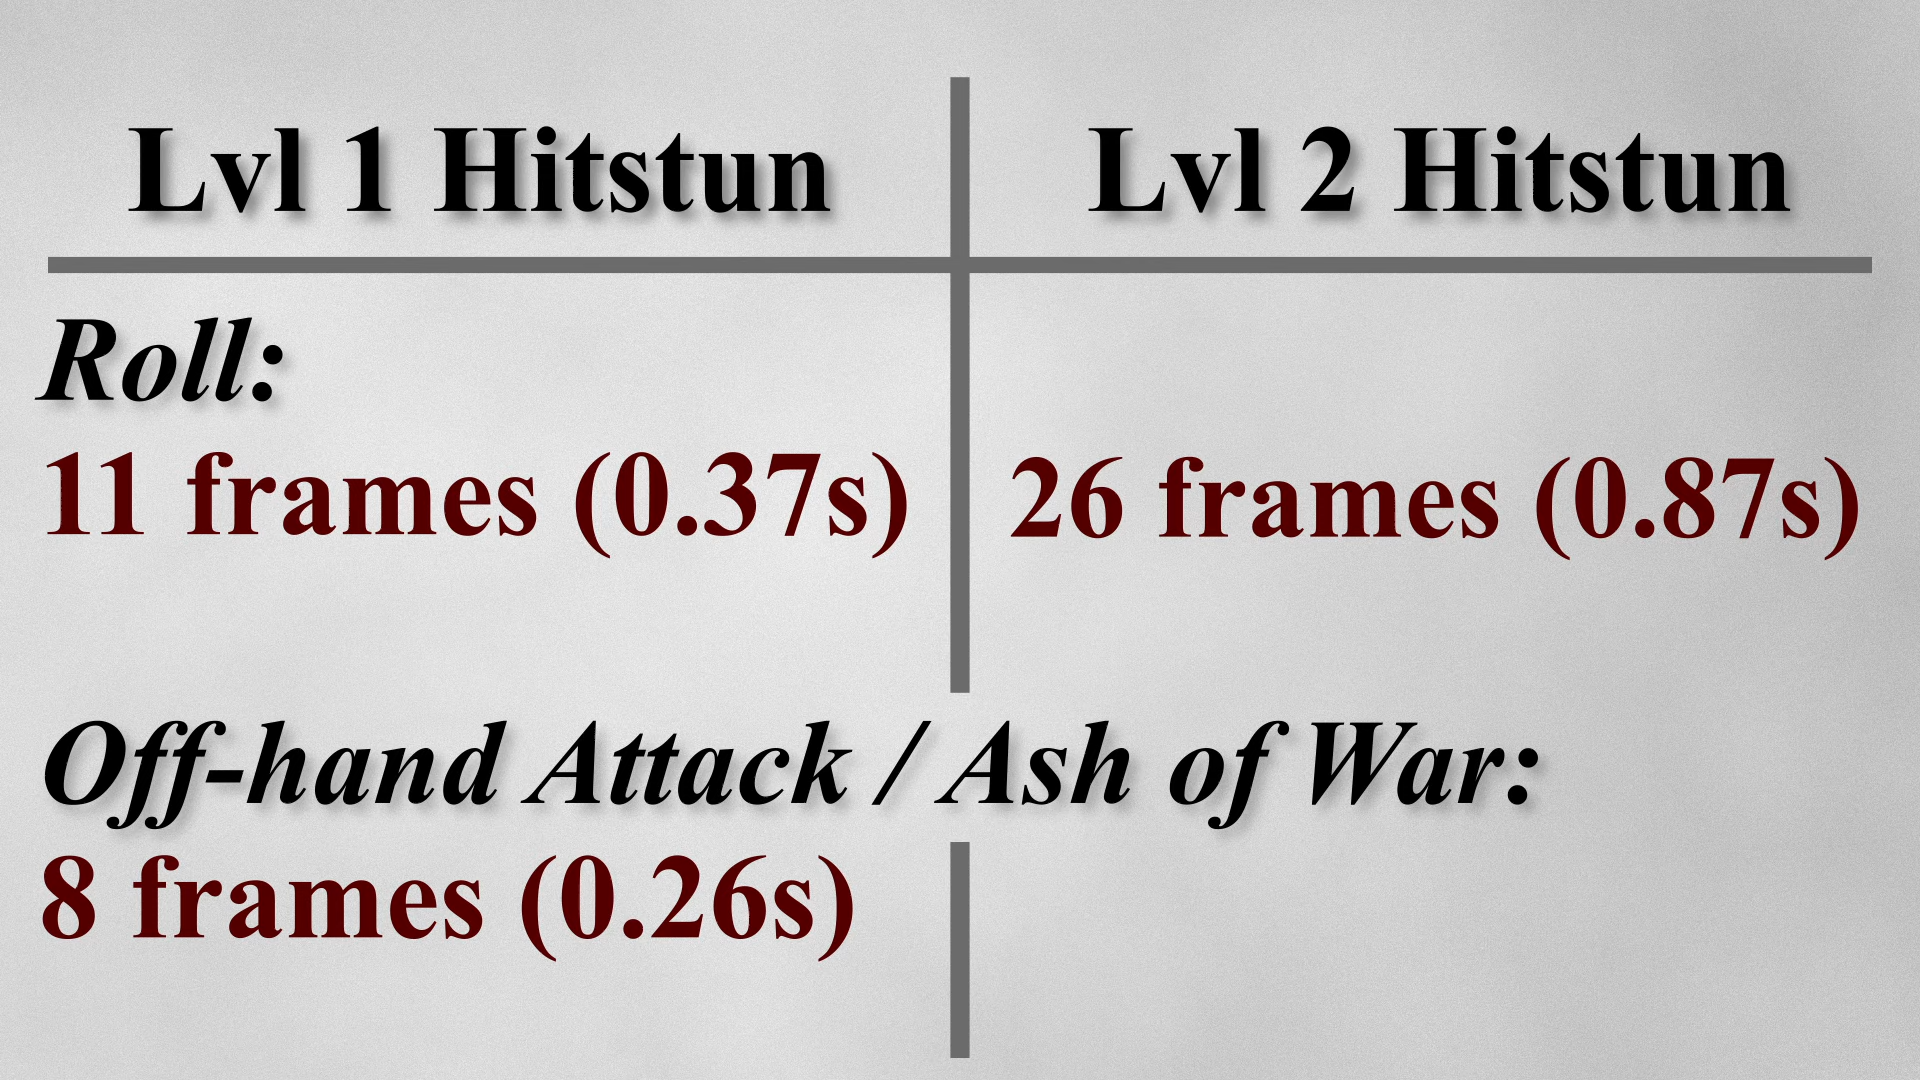 Lvl 1 Hitstun
Lvl 2 Hitstun
Roll:
11 frames (0.37s)
26 frames (0.87s)
Off-hand Attack / Ash of War:
8 frames (0.26s)